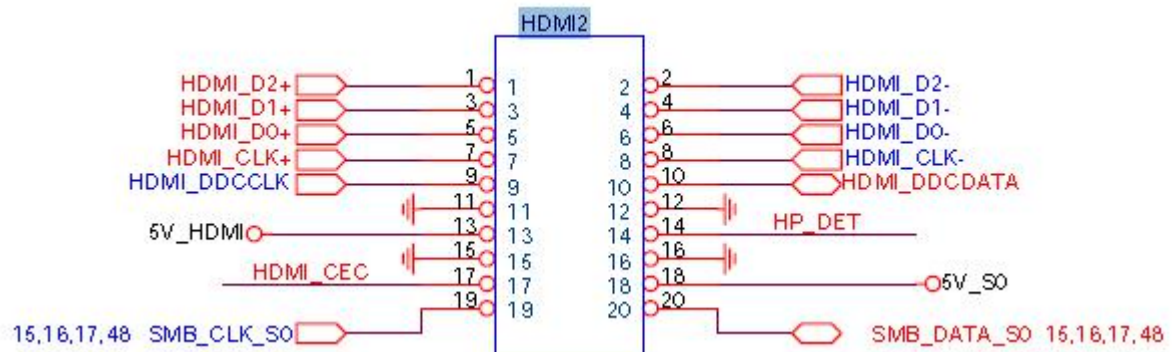 HDMI2
HDMI_D2+ 1 1 2 2 HDMI_D2-
HDMI_D1+ 3 3 4 4 HDMI_D1-
HDMI_D0+ 5 5 6 6 HDMI_D0-
HDMI_CLK+ 7 7 8 8 HDMI_CLK-
HDMI_DDCCLK 9 9 10 10 HDMI_DDCDATA
11 11 12 12
5V_HDMI 13 13 14 14 HP_DET
15 15 16 16
HDMI_CEC 17 17 18 18 5V_S0
19 19 20 20
15,16,17,48 SMB_CLK_S0 SMB_DATA_S0 15,16,17,48